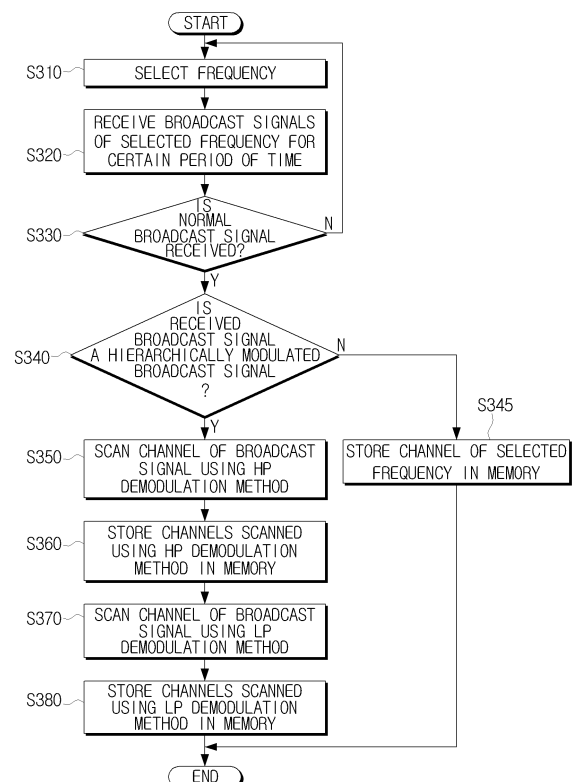 START
S310
SELECT FREQUENCY
S320
RECEIVE BROADCAST SIGNALS
OF SELECTED FREQUENCY FOR
CERTAIN PERIOD OF TIME
S330
IS
NORMAL
BROADCAST SIGNAL
RECEIVED?
N
Y
S340
IS
RECEIVED
BROADCAST SIGNAL
A HIERARCHICALLY MODULATED
BROADCAST SIGNAL
?
N
Y
S345
STORE CHANNEL OF SELECTED
FREQUENCY IN MEMORY
S350
SCAN CHANNEL OF BROADCAST
SIGNAL USING HP
DEMODULATION METHOD
S360
STORE CHANNELS SCANNED
USING HP DEMODULATION
METHOD IN MEMORY
S370
SCAN CHANNEL OF BROADCAST
SIGNAL USING LP
DEMODULATION METHOD
S380
STORE CHANNELS SCANNED
USING LP DEMODULATION
METHOD IN MEMORY
END